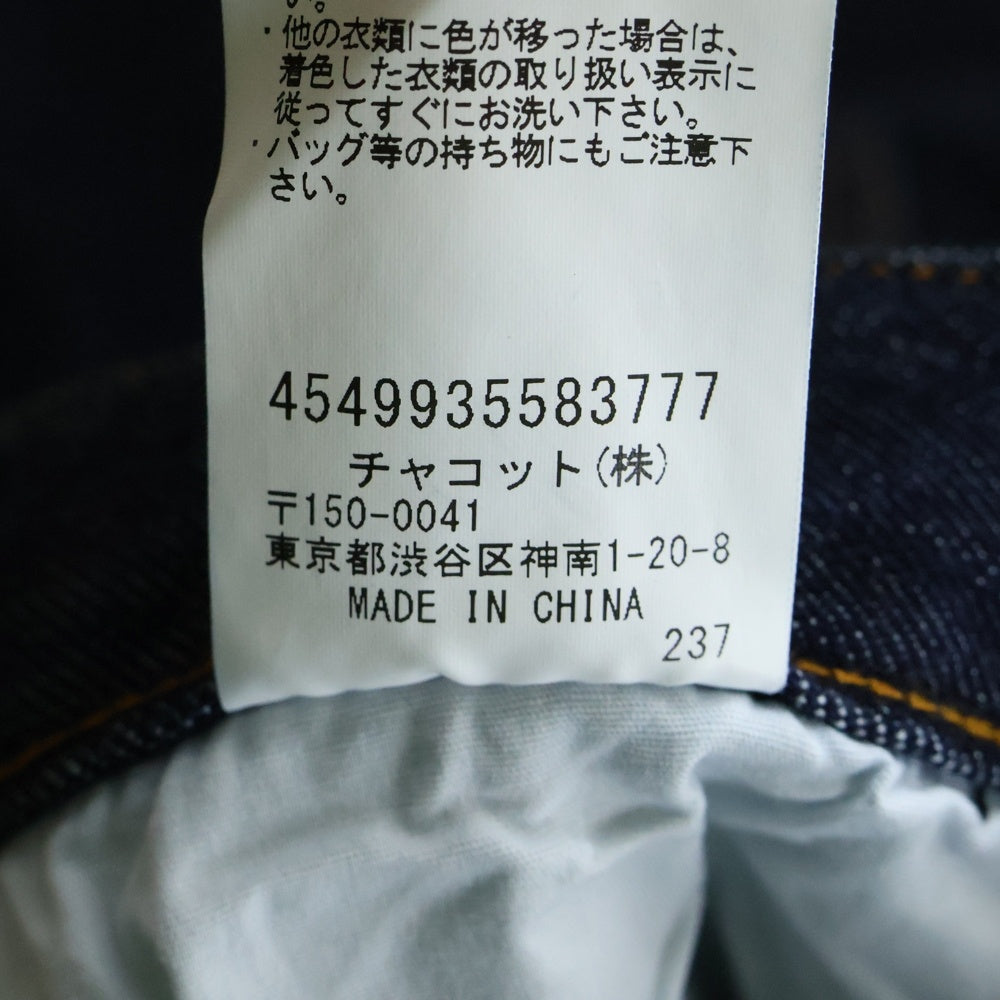 い。
・他の衣類に色が移った場合は、
着色した衣類の取り扱い表示に
従ってすぐにお洗い下さい。
・バッグ等の持ち物にもご注意下
さい。
4549935583777
チャコット(株)
〒150-0041
東京都渋谷区神南1-20-8
MADE IN CHINA
237